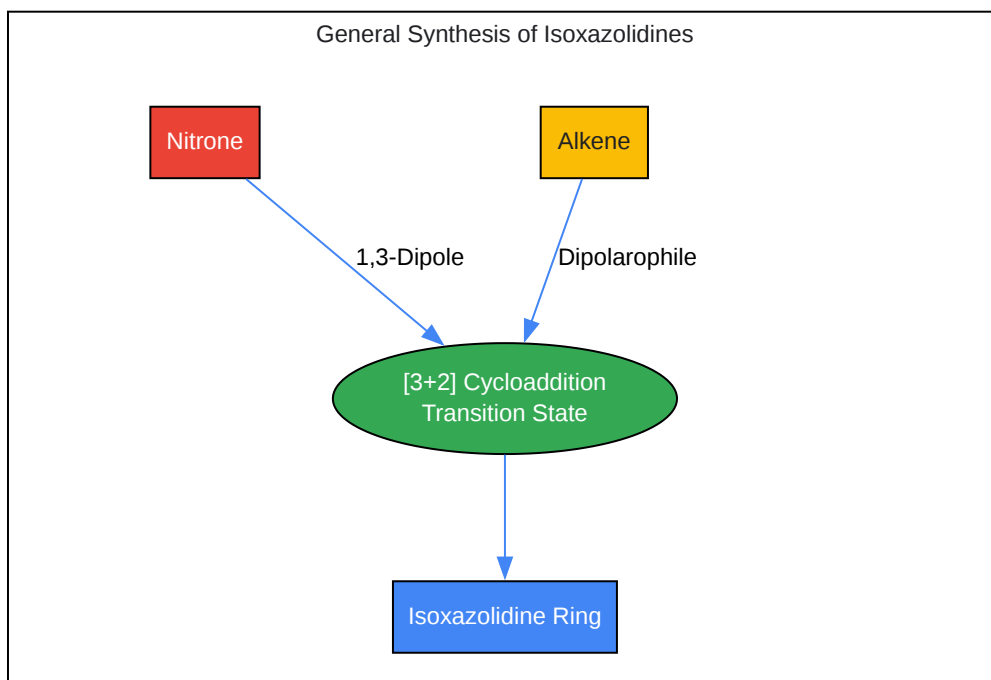 General Synthesis of Isoxazolidines
Nitrone
Alkene
1,3-Dipole
Dipolarophile
[3+2] Cycloaddition
Transition State
Isoxazolidine Ring